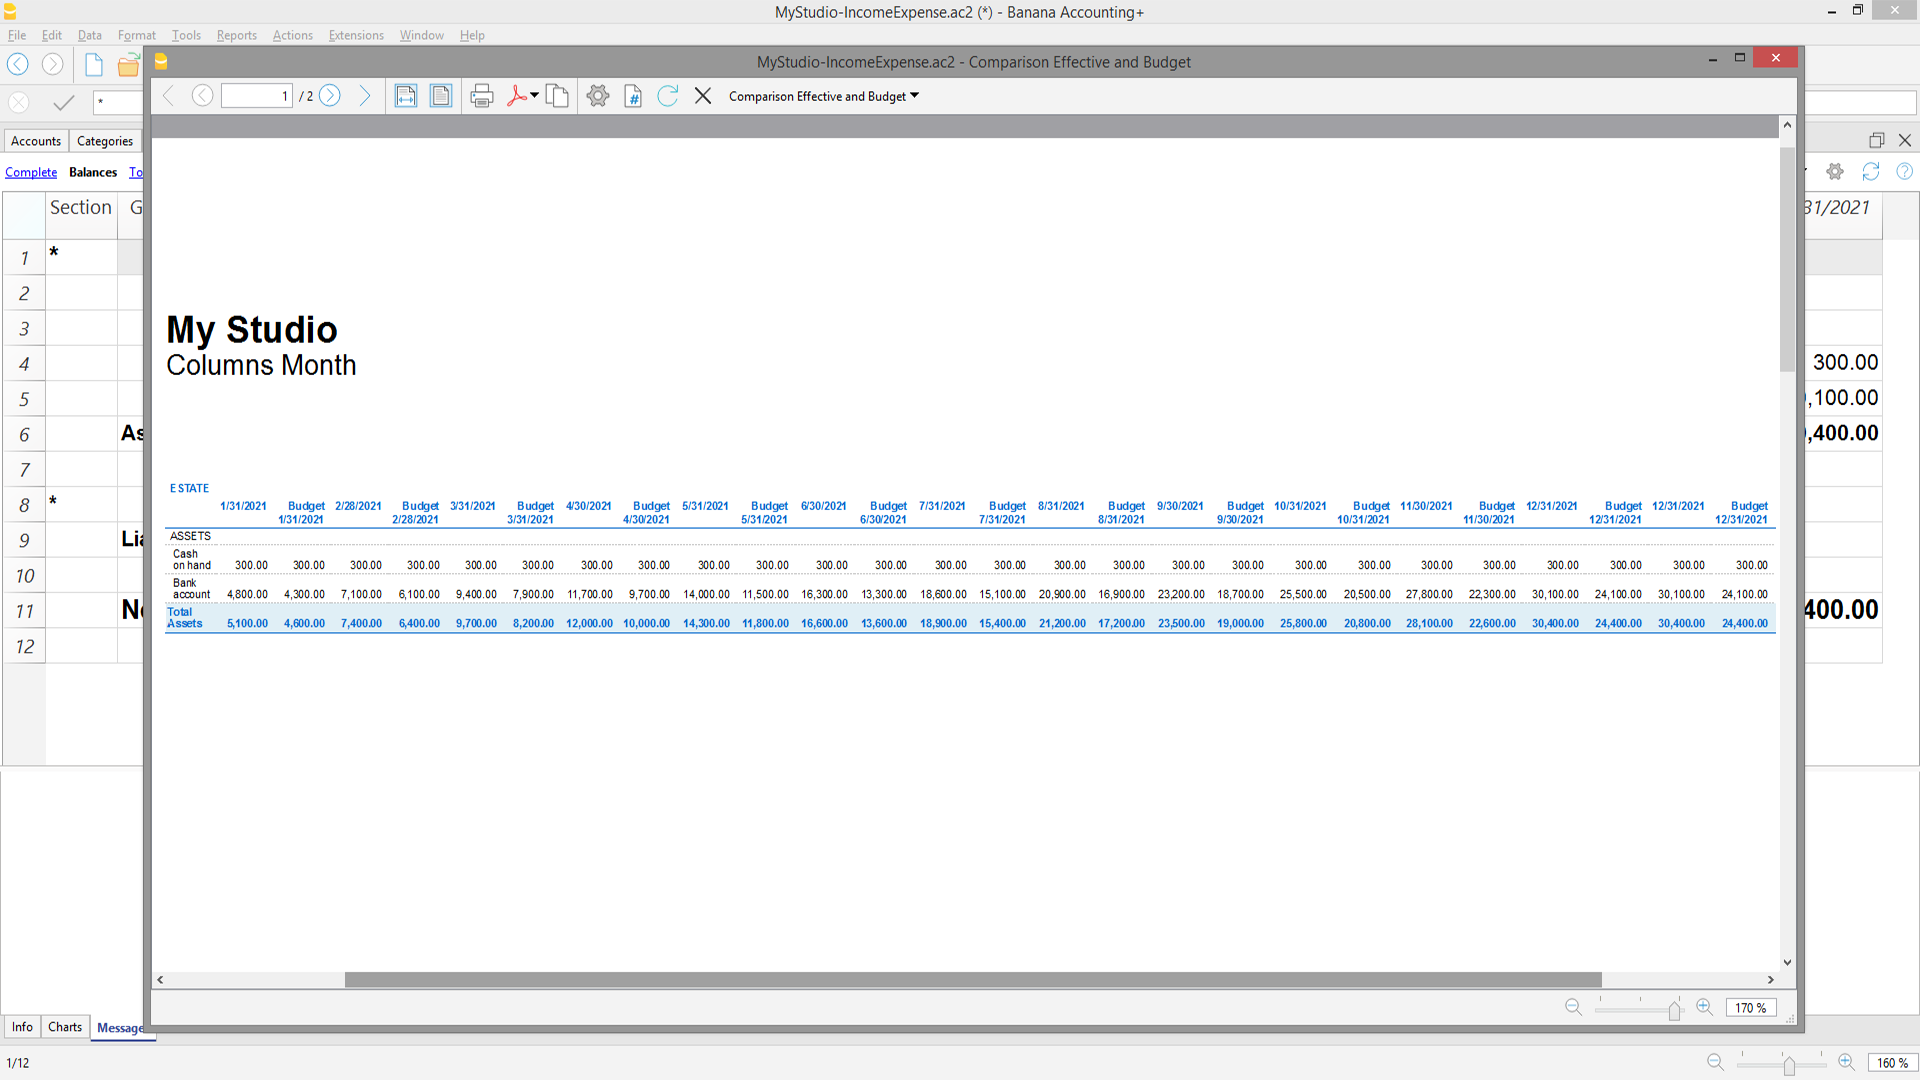 MyStudio-IncomeExpense.ac2 (*) - Banana Accounting+
File Edit Data Format Tools Reports Actions Extensions Window Help
MyStudio-IncomeExpense.ac2 - Comparison Effective and Budget
1 / 2 # Comparison Effective and Budget
*
Accounts Categories
Complete Balances To
Section G 31/2021
1 *
2
3
4 300.00
5 ,100.00
6 As ,400.00
7
8 *
9 Lia
10
11 Ne 400.00
12
My Studio
Columns Month
ESTATE
1/31/2021 Budget 2/28/2021 Budget 3/31/2021 Budget 4/30/2021 Budget 5/31/2021 Budget 6/30/2021 Budget 7/31/2021 Budget 8/31/2021 Budget 9/30/2021 Budget 10/31/2021 Budget 11/30/2021 Budget 12/31/2021 Budget 12/31/2021 Budget
1/31/2021 2/28/2021 3/31/2021 4/30/2021 5/31/2021 6/30/2021 7/31/2021 8/31/2021 9/30/2021 10/31/2021 11/30/2021 12/31/2021 12/31/2021
ASSETS
Cash
on hand 300.00 300.00 300.00 300.00 300.00 300.00 300.00 300.00 300.00 300.00 300.00 300.00 300.00 300.00 300.00 300.00 300.00 300.00 300.00 300.00 300.00 300.00 300.00 300.00 300.00 300.00
Bank
account 4,800.00 4,300.00 7,100.00 6,100.00 9,400.00 7,900.00 11,700.00 9,700.00 14,000.00 11,500.00 16,300.00 13,300.00 18,600.00 15,100.00 20,900.00 16,900.00 23,200.00 18,700.00 25,500.00 20,500.00 27,800.00 22,300.00 30,100.00 24,100.00 30,100.00 24,100.00
Total
Assets 5,100.00 4,600.00 7,400.00 6,400.00 9,700.00 8,200.00 12,000.00 10,000.00 14,300.00 11,800.00 16,600.00 13,600.00 18,900.00 15,400.00 21,200.00 17,200.00 23,500.00 19,000.00 25,800.00 20,800.00 28,100.00 22,600.00 30,400.00 24,400.00 30,400.00 24,400.00
170 %
Info Charts Message
1/12 160 %